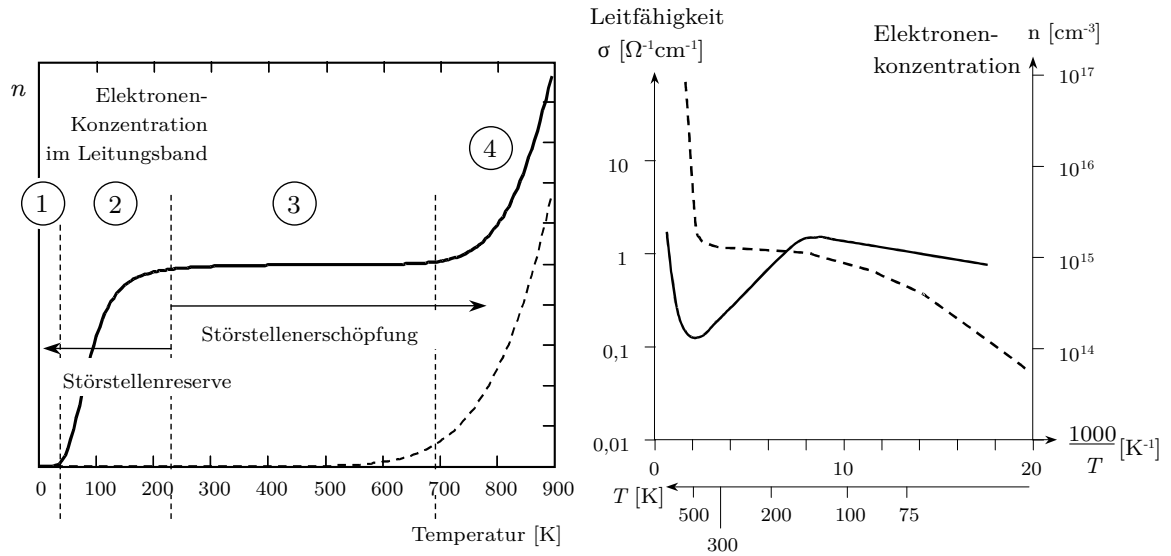 n
Elektronen-
Konzentration
im Leitungsband
1
2
3
4
Störstellenerschöpfung
Störstellenreserve
0 100 200 300 400 500 600 700 800 900
Temperatur [K]
Leitfähigkeit
σ [Ω⁻¹cm⁻¹]
Elektronen-
konzentration
n [cm⁻³]
10
1
0,1
0,01
10¹⁷
10¹⁶
10¹⁵
10¹⁴
0 10 20
1000
T
[K⁻¹]
T [K]
500 200 100 75
300